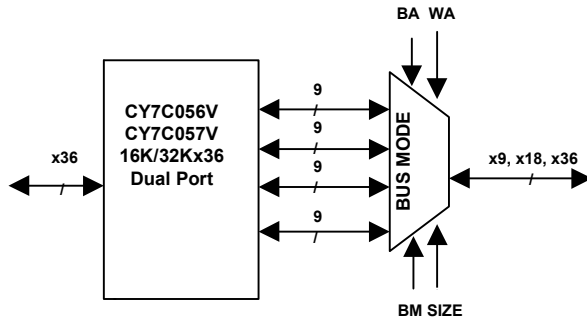 BA WA
9
CY7C056V
CY7C057V
16K/32Kx36
Dual Port
9
x36
9
9
BUS MODE
x9, x18, x36
BM SIZE